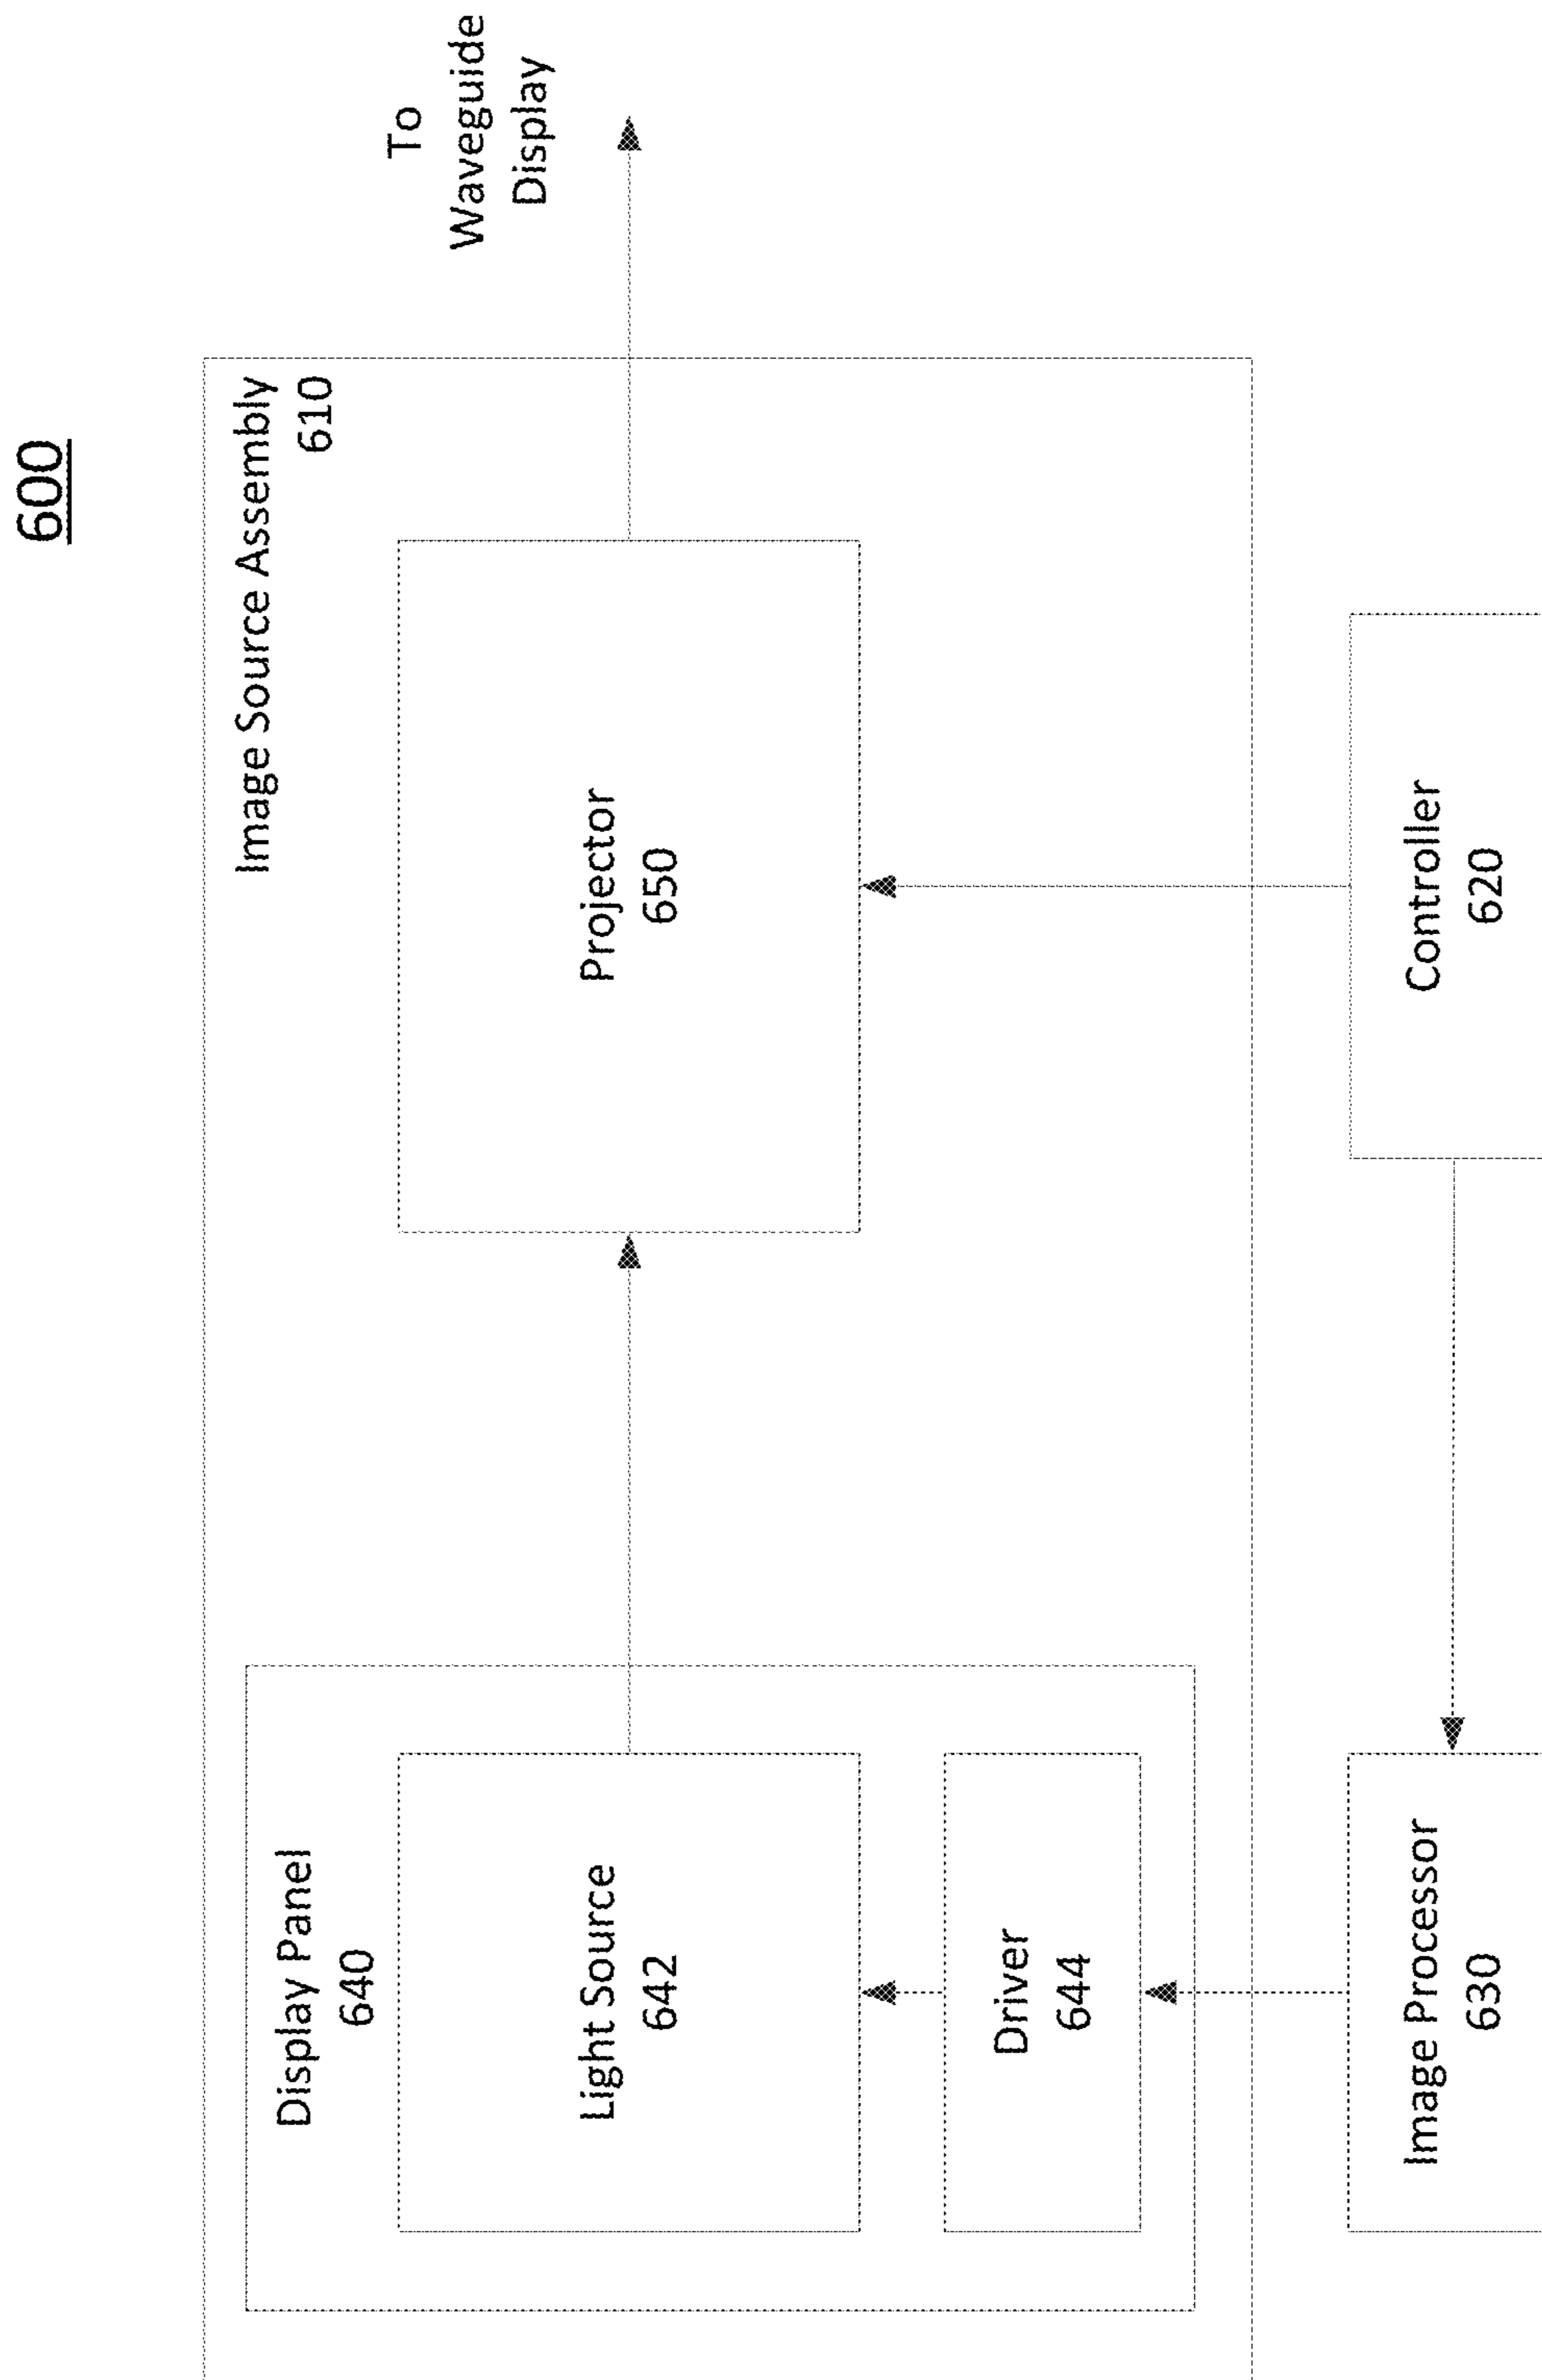 600
Image Source Assembly
610
Display Panel
640
Light Source
642
Driver
644
Projector
650
To
Waveguide
Display
Image Processor
630
Controller
620